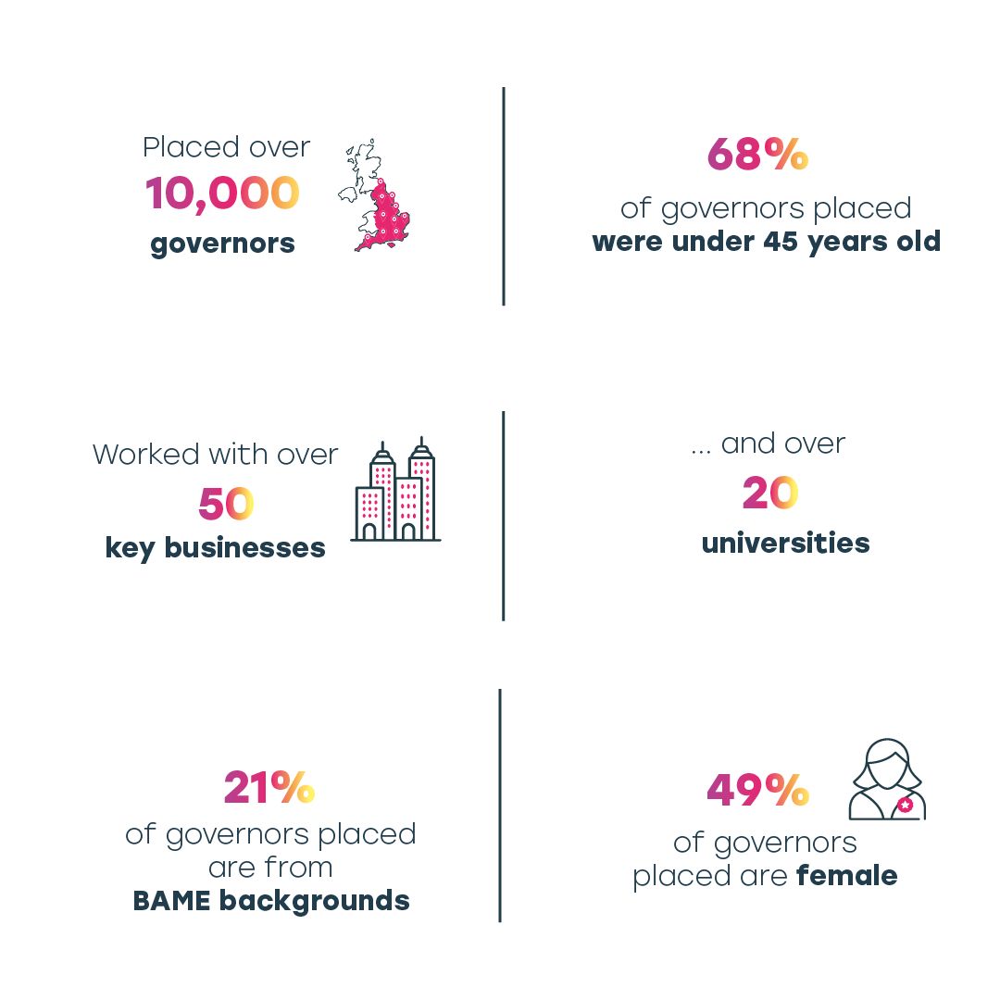 Placed over
10,000
governors
68%
of governors placed
were under 45 years old
Worked with over
50
key businesses
... and over
20
universities
21%
of governors placed
are from
BAME backgrounds
49%
of governors
placed are female